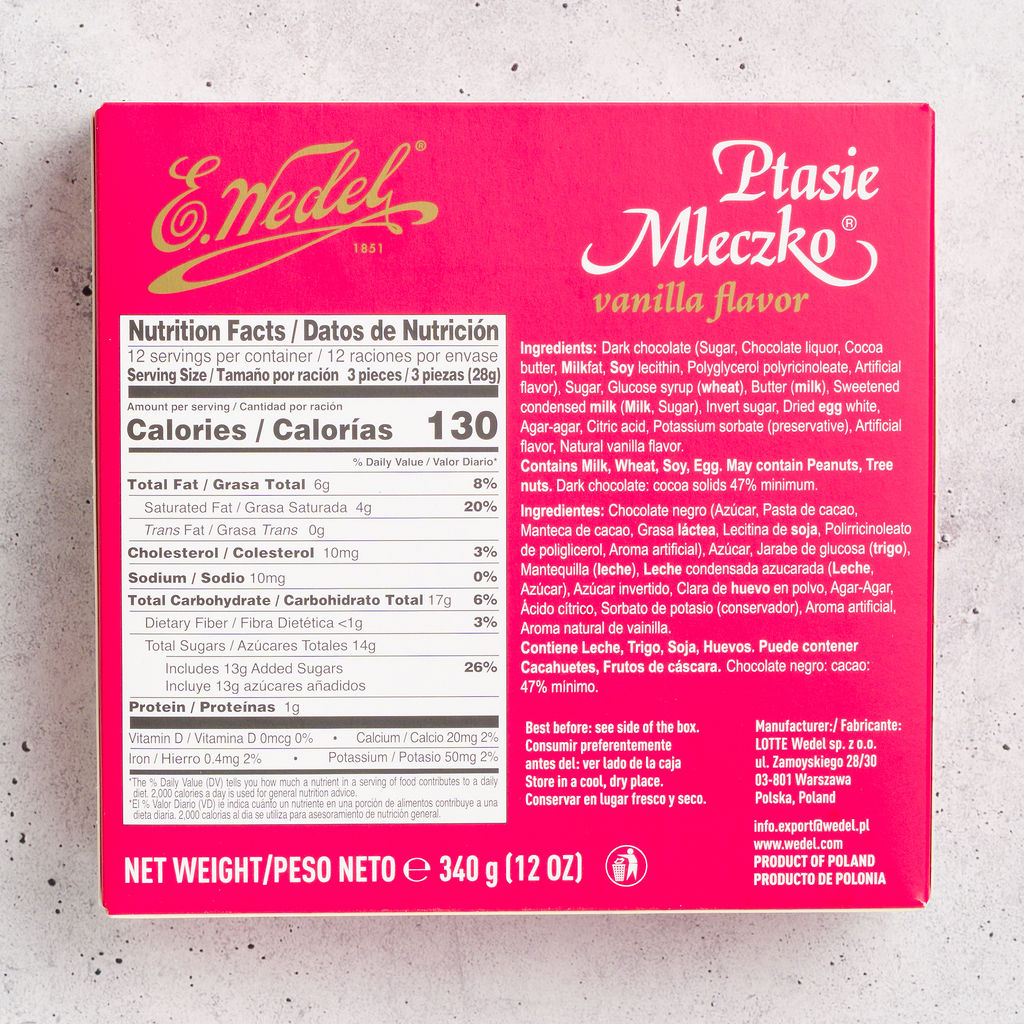 E. Wedel®
1851
Ptasie
Mleczko®
vanilla flavor
Nutrition Facts / Datos de Nutrición
12 servings per container / 12 raciones por envase
Serving Size / Tamaño por ración 3 pieces / 3 piezas (28g)
Amount per serving / Cantidad por ración
Calories / Calorías 130
% Daily Value / Valor Diario*
Total Fat / Grasa Total 6g 8%
Saturated Fat / Grasa Saturada 4g 20%
Trans Fat / Grasa Trans 0g
Cholesterol / Colesterol 10mg 3%
Sodium / Sodio 10mg 0%
Total Carbohydrate / Carbohidrato Total 17g 6%
Dietary Fiber / Fibra Dietética <1g 3%
Total Sugars / Azúcares Totales 14g
Includes 13g Added Sugars 26%
Incluye 13g azúcares añadidos
Protein / Proteínas 1g
Vitamin D / Vitamina D 0mcg 0% • Calcium / Calcio 20mg 2%
Iron / Hierro 0.4mg 2% • Potassium / Potasio 50mg 2%
*The % Daily Value (DV) tells you how much a nutrient in a serving of food contributes to a daily
diet. 2,000 calories a day is used for general nutrition advice.
*El % Valor Diario (VD) le indica cuánto un nutriente en una porción de alimentos contribuye a una
dieta diaria. 2,000 calorías al día se utiliza para asesoramiento de nutrición general.
Ingredients: Dark chocolate (Sugar, Chocolate liquor, Cocoa
butter, Milkfat, Soy lecithin, Polyglycerol polyricinoleate, Artificial
flavor), Sugar, Glucose syrup (wheat), Butter (milk), Sweetened
condensed milk (Milk, Sugar), Invert sugar, Dried egg white,
Agar-agar, Citric acid, Potassium sorbate (preservative), Artificial
flavor, Natural vanilla flavor.
Contains Milk, Wheat, Soy, Egg. May contain Peanuts, Tree
nuts. Dark chocolate: cocoa solids 47% minimum.
Ingredientes: Chocolate negro (Azúcar, Pasta de cacao,
Manteca de cacao, Grasa láctea, Lecitina de soja, Polirricinoleato
de poliglicerol, Aroma artificial), Azúcar, Jarabe de glucosa (trigo),
Mantequilla (leche), Leche condensada azucarada (Leche,
Azúcar), Azúcar invertido, Clara de huevo en polvo, Agar-Agar,
Ácido cítrico, Sorbato de potasio (conservador), Aroma artificial,
Aroma natural de vainilla.
Contiene Leche, Trigo, Soja, Huevos. Puede contener
Cacahuetes, Frutos de cáscara. Chocolate negro: cacao:
47% mínimo.
Best before: see side of the box.
Consumir preferentemente
antes del: ver lado de la caja
Store in a cool, dry place.
Conservar en lugar fresco y seco.
Manufacturer:/ Fabricante:
LOTTE Wedel sp. z o.o.
ul. Zamoyskiego 28/30
03-801 Warszawa
Polska, Poland
info.export@wedel.pl
www.wedel.com
PRODUCT OF POLAND
PRODUCTO DE POLONIA
NET WEIGHT/PESO NETO ℮ 340 g (12 OZ)